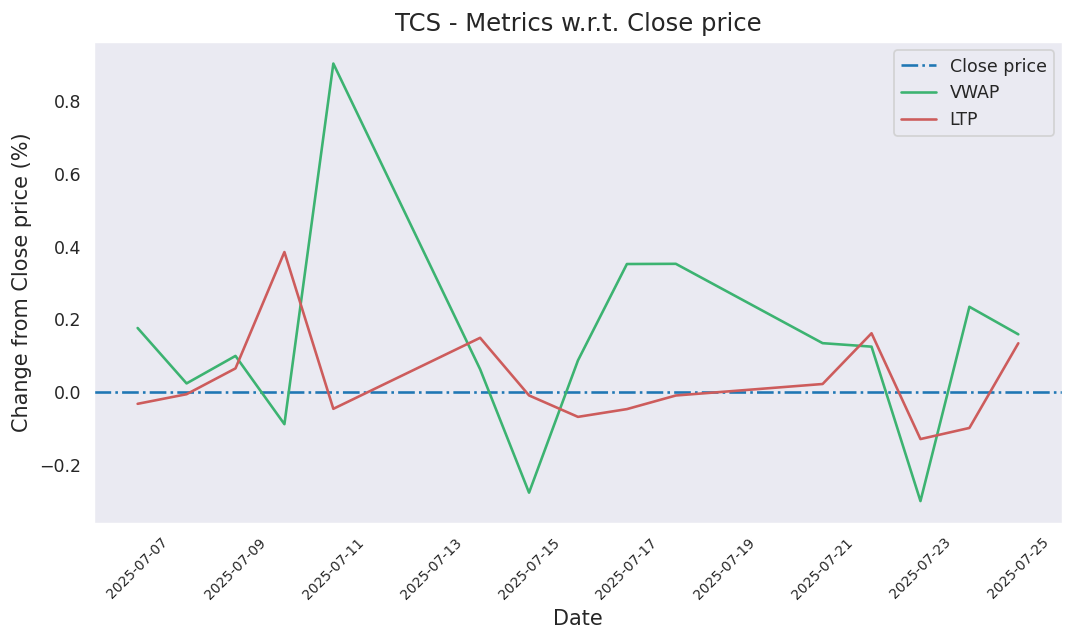 TCS - Metrics w.r.t. Close price
Close price
VWAP
LTP
Change from Close price (%)
0.8
0.6
0.4
0.2
0.0
−0.2
2025-07-07
2025-07-09
2025-07-11
2025-07-13
2025-07-15
2025-07-17
2025-07-19
2025-07-21
2025-07-23
2025-07-25
Date